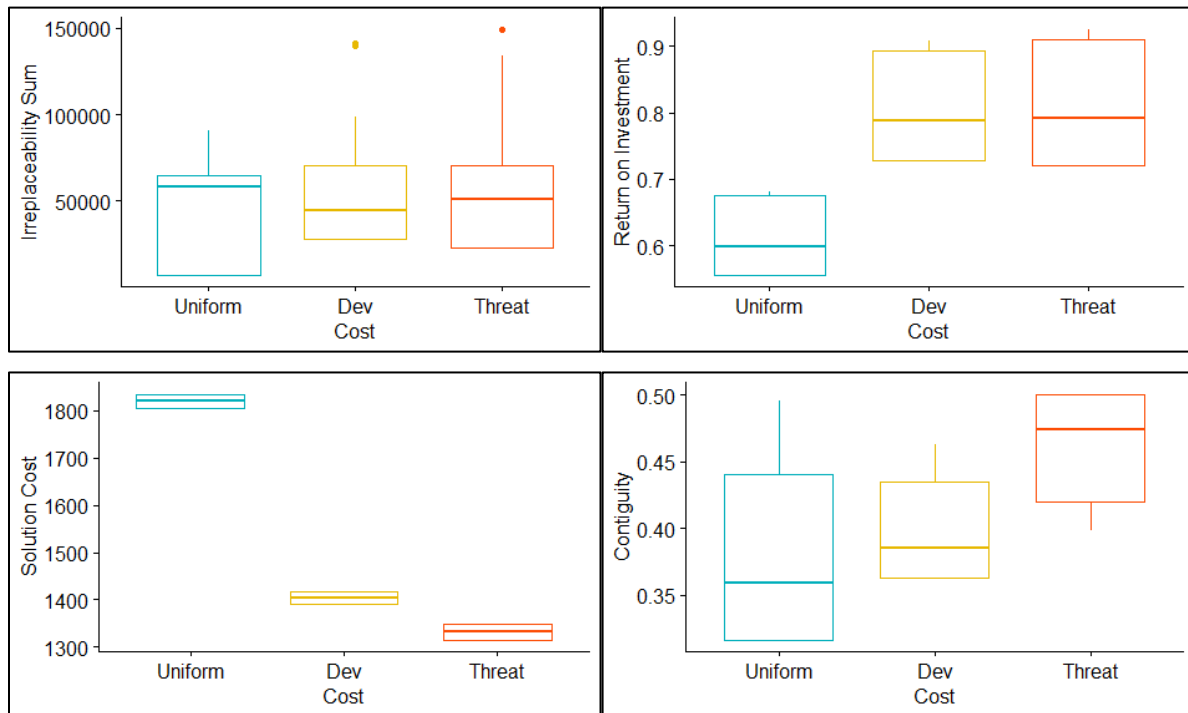 Irreplaceability Sum
150000
100000
50000
Uniform Dev Threat
Cost
Return on Investment
0.9
0.8
0.7
0.6
Uniform Dev Threat
Cost
Solution Cost
1800
1700
1600
1500
1400
1300
Uniform Dev Threat
Cost
Contiguity
0.50
0.45
0.40
0.35
Uniform Dev Threat
Cost